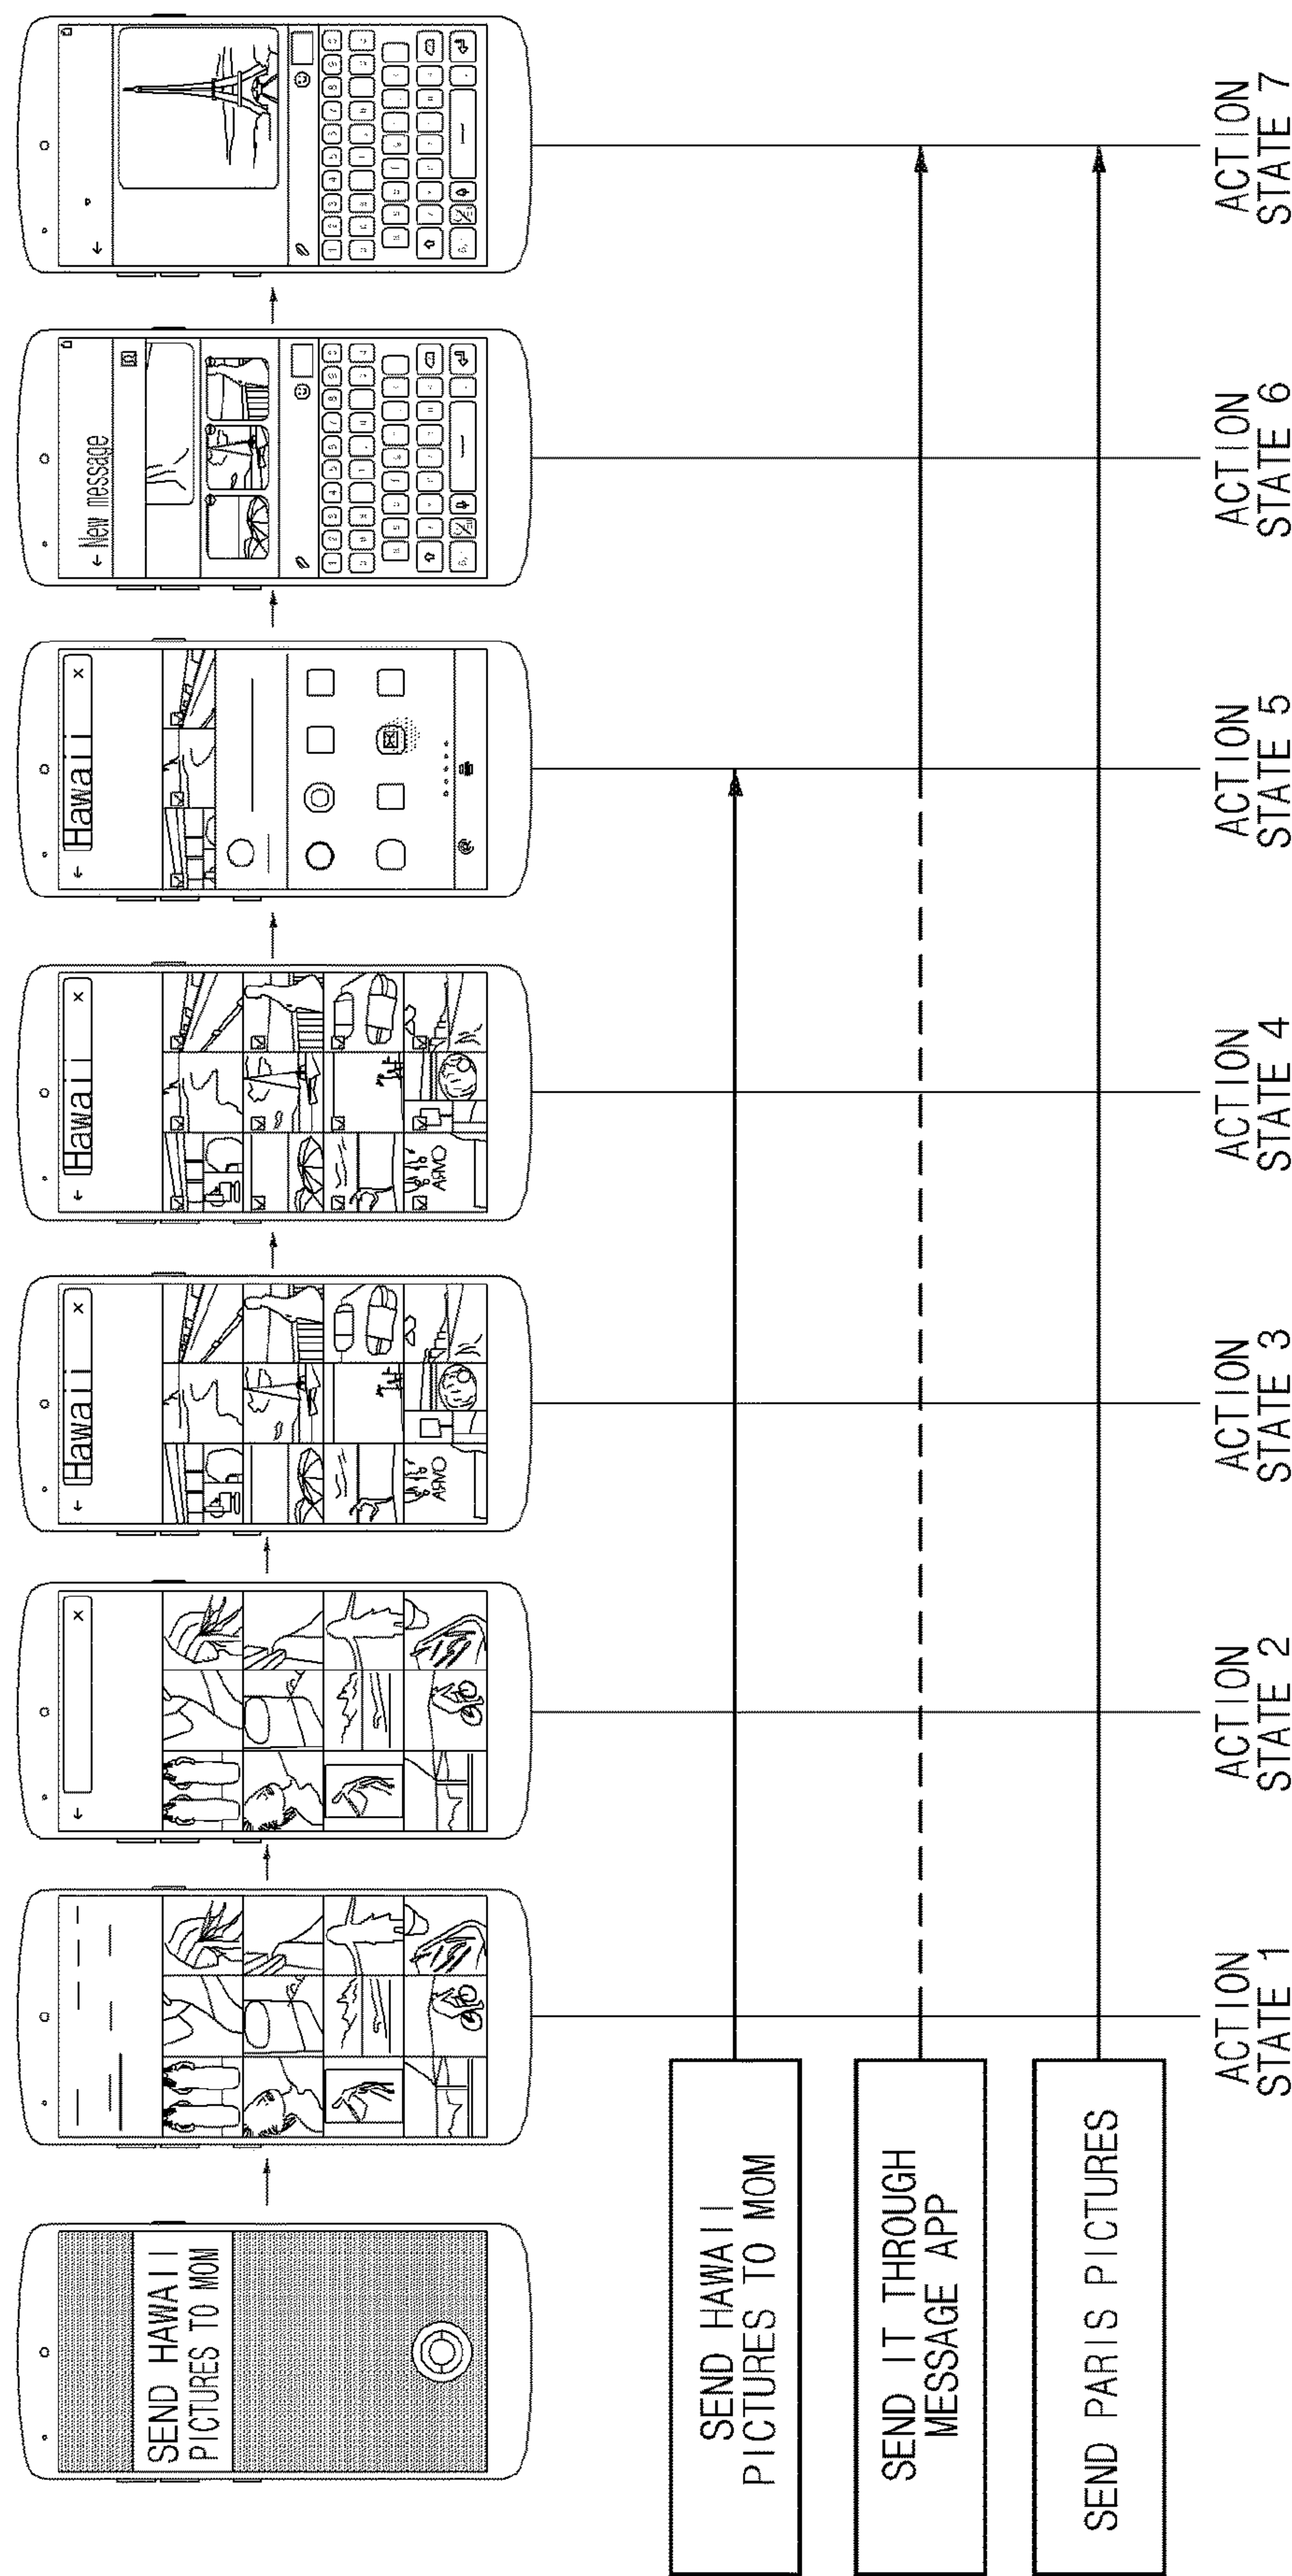 SEND HAWAII
PICTURES TO MOM
Hawaii
Hawaii
Hawaii
New message
SEND HAWAII
PICTURES TO MOM
SEND IT THROUGH
MESSAGE APP
SEND PARIS PICTURES
ACTION
STATE 1
ACTION
STATE 2
ACTION
STATE 3
ACTION
STATE 4
ACTION
STATE 5
ACTION
STATE 6
ACTION
STATE 7